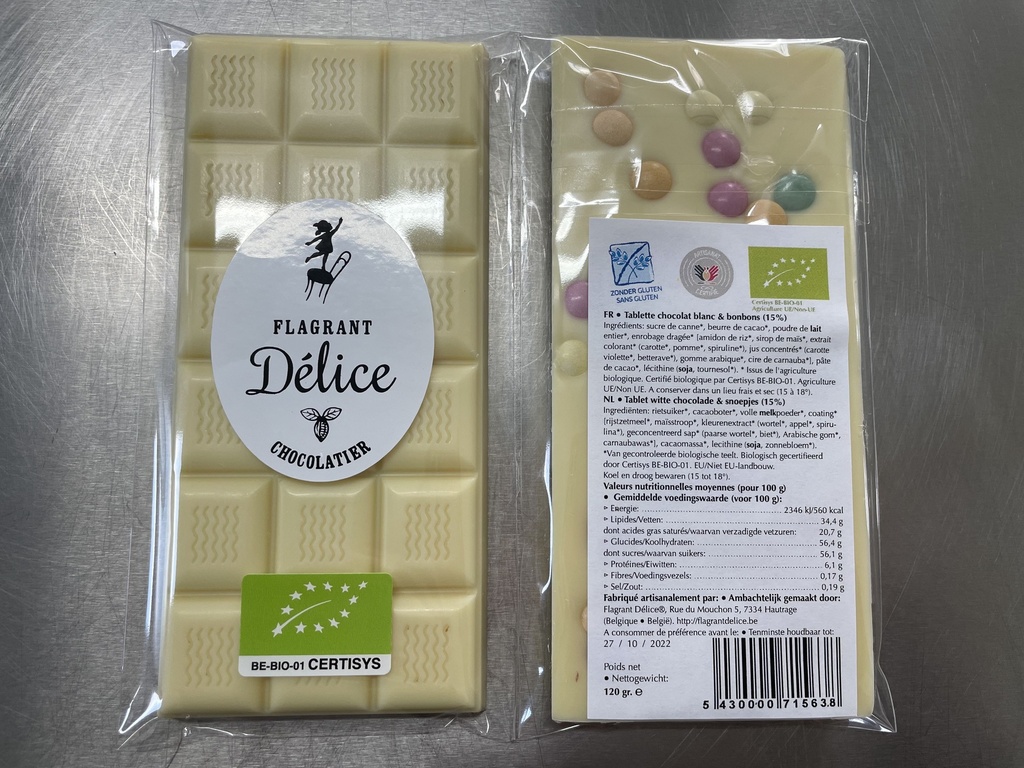 FLAGRANT
Délice
CHOCOLATIER
BE-BIO-01 CERTISYS
ZONDER GLUTEN
SANS GLUTEN
ARTISANAT
CERTIFIÉ
Certisys BE-BIO-01
Agriculture UE/Non-UE
FR • Tablette chocolat blanc & bonbons (15%)
Ingrédients: sucre de canne*, beurre de cacao*, poudre de lait
entier*, enrobage dragée* [amidon de riz*, sirop de maïs*, extrait
colorant* (carotte*, pomme*, spiruline*), jus concentrés* (carotte
violette*, betterave*), gomme arabique*, cire de carnauba*], pâte
de cacao*, lécithine (soja, tournesol*). * Issus de l'agriculture
biologique. Certifié biologique par Certisys BE-BIO-01. Agriculture
UE/Non UE. A conserver dans un lieu frais et sec (15 à 18°).
NL • Tablet witte chocolade & snoepjes (15%)
Ingrediënten: rietsuiker*, cacaoboter*, volle melkpoeder*, coating*
[rijstzetmeel*, maïsstroop*, kleurenextract* (wortel*, appel*, spiru-
lina*), geconcentreerd sap* (paarse wortel*, biet*), Arabische gom*,
carnaubawas*], cacaomassa*, lecithine (soja, zonnebloem*).
*Van gecontroleerde biologische teelt. Biologisch gecertifieerd
door Certisys BE-BIO-01. EU/Niet EU-landbouw.
Koel en droog bewaren (15 tot 18°).
Valeurs nutritionnelles moyennes (pour 100 g)
• Gemiddelde voedingswaarde (voor 100 g):
▹ Energie: 2346 kJ/560 kcal
▹ Lipides/Vetten: 34,4 g
dont acides gras saturés/waarvan verzadigde vetzuren: 20,7 g
▹ Glucides/Koolhydraten: 56,4 g
dont sucres/waarvan suikers: 56,1 g
▹ Protéines/Eiwitten: 6,1 g
▹ Fibres/Voedingsvezels: 0,17 g
▹ Sel/Zout: 0,19 g
Fabriqué artisanalement par: • Ambachtelijk gemaakt door:
Flagrant Délice®, Rue du Mouchon 5, 7334 Hautrage
(Belgique • België). http://flagrantdelice.be
A consommer de préférence avant le: • Tenminste houdbaar tot:
27 / 10 / 2022
Poids net
• Nettogewicht:
120 gr. ℮
5 430000 715638